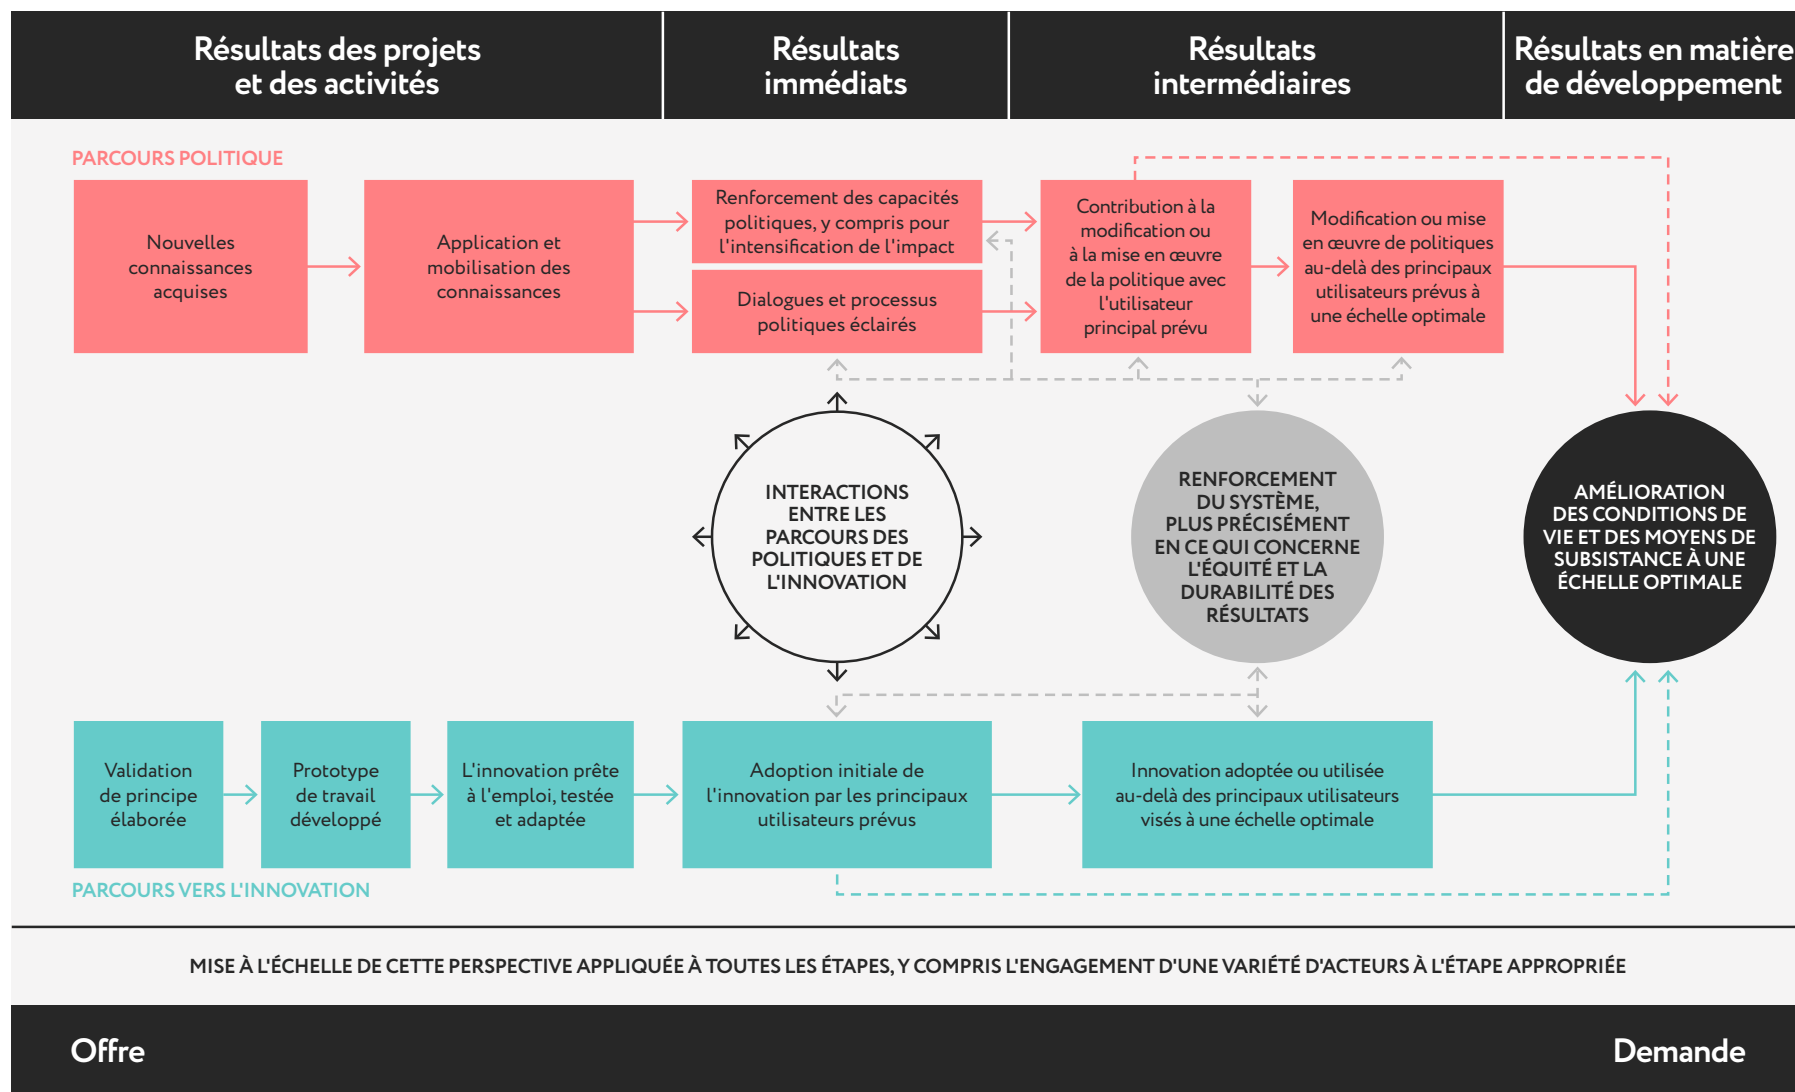 Résultats des projets
et des activités
Résultats
immédiats
Résultats
intermédiaires
Résultats en matière
de développement
PARCOURS POLITIQUE
Nouvelles
connaissances
acquises
Application et
mobilisation des
connaissances
Renforcement des capacités
politiques, y compris pour
l'intensification de l'impact
Dialogues et processus
politiques éclairés
Contribution à la
modification ou
à la mise en œuvre
de la politique avec
l'utilisateur
principal prévu
Modification ou mise
en œuvre de politiques
au-delà des principaux
utilisateurs prévus à
une échelle optimale
INTERACTIONS
ENTRE LES
PARCOURS DES
POLITIQUES ET DE
L'INNOVATION
RENFORCEMENT
DU SYSTÈME,
PLUS PRÉCISÉMENT
EN CE QUI CONCERNE
L'ÉQUITÉ ET LA
DURABILITÉ DES
RÉSULTATS
AMÉLIORATION
DES CONDITIONS DE
VIE ET DES MOYENS DE
SUBSISTANCE À UNE
ÉCHELLE OPTIMALE
Validation
de principe
élaborée
Prototype
de travail
développé
L'innovation prête
à l'emploi, testée
et adaptée
Adoption initiale de
l'innovation par les principaux
utilisateurs prévus
Innovation adoptée ou utilisée
au-delà des principaux utilisateurs
visés à une échelle optimale
PARCOURS VERS L'INNOVATION
MISE À L'ÉCHELLE DE CETTE PERSPECTIVE APPLIQUÉE À TOUTES LES ÉTAPES, Y COMPRIS L'ENGAGEMENT D'UNE VARIÉTÉ D'ACTEURS À L'ÉTAPE APPROPRIÉE
Offre
Demande